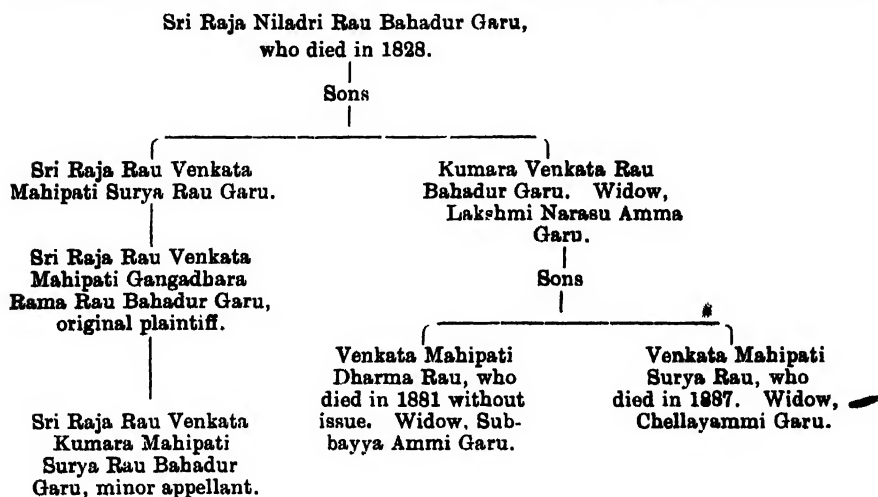 Sri Raja Niladri Rau Bahadur Garu,
who died in 1828.
Sons
Sri Raja Rau Venkata
Mahipati Surya Rau Garu.
Kumara Venkata Rau
Bahadur Garu. Widow,
Lakshmi Narasu Amma
Garu.
Sri Raja Rau Venkata
Mahipati Gangadhara
Rama Rau Bahadur Garu,
original plaintiff.
Sons
Venkata Mahipati
Dharma Rau, who
died in 1881 without
issue. Widow, Sub-
bayya Ammi Garu.
Venkata Mahipati
Surya Rau, who
died in 1887. Widow,
Chellayammi Garu.
Sri Raja Rau Venkata
Kumara Mahipati
Surya Rau Bahadur
Garu, minor appellant.